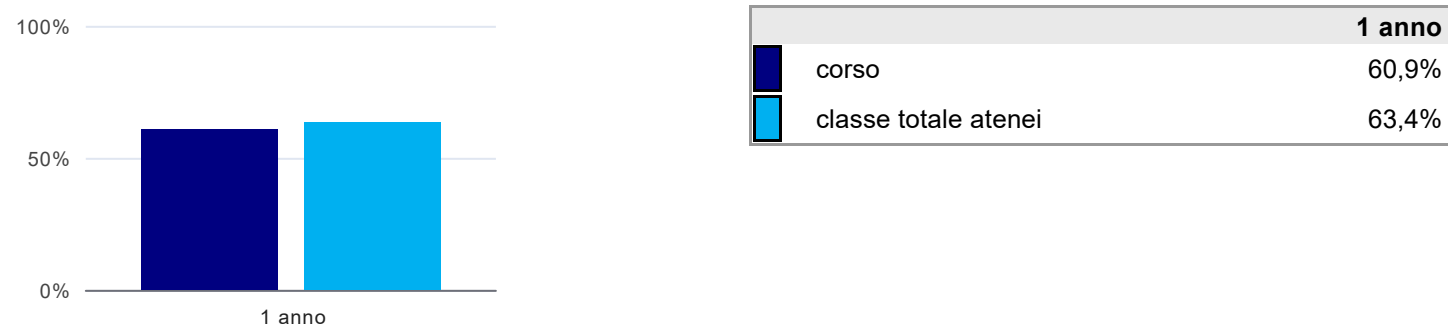 100%
50%
0%
1 anno
1 anno
corso 60,9%
classe totale atenei 63,4%